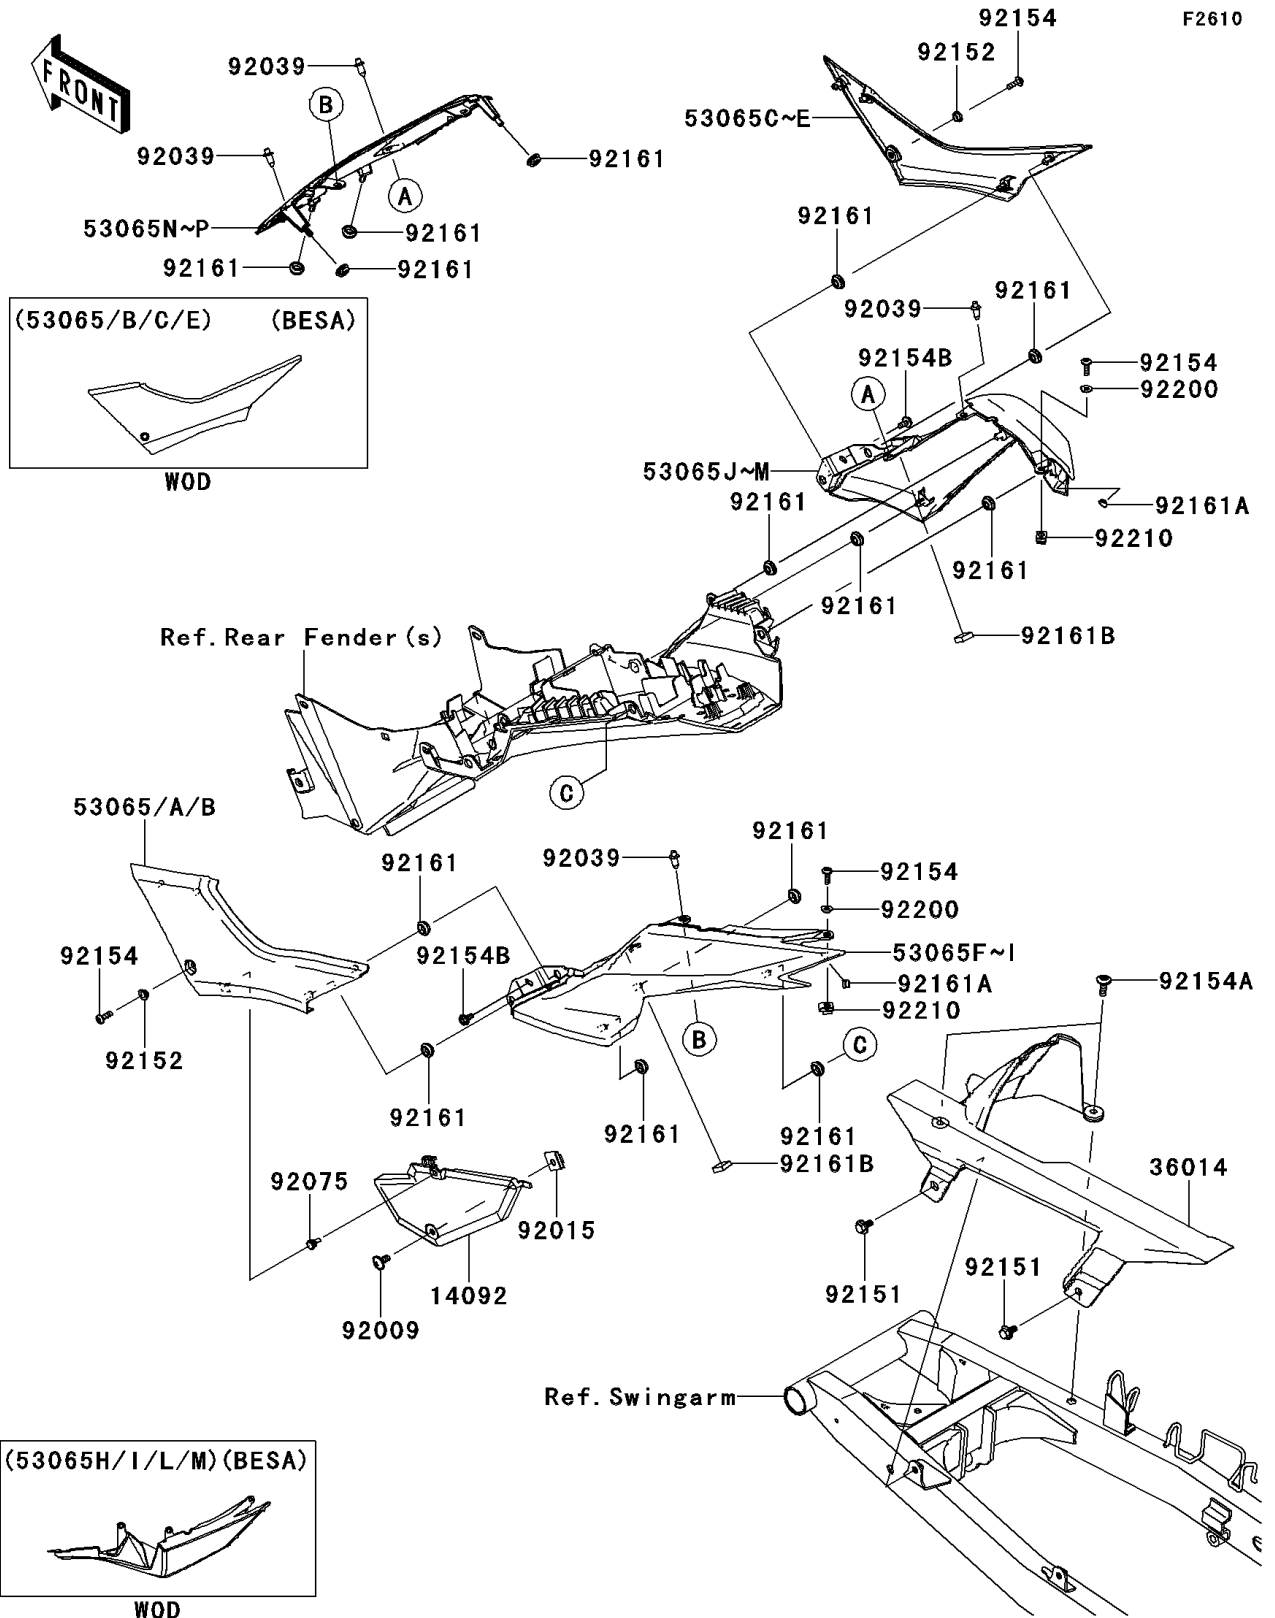 92154
F2610
FRONT
92039
92152
B
53065C~E
92039
92161
A
92161
53065N~P
92161
92161
92161
92161
92039
(53065/B/C/E) (BESA)
92154B
92154
92200
A
53065J~M
WOD
92161
92161A
92210
92161
92161
Ref.Rear Fender(s)
92161B
C
53065/A/B
92161
92161
92039
92154
92200
92154
92154B
53065F~I
92161A
92154A
92210
B
C
92152
92161
92161
92161
92161B
36014
92075
92015
92151
92151
14092
92009
Ref.Swingarm
(53065H/I/L/M)(BESA)
WOD